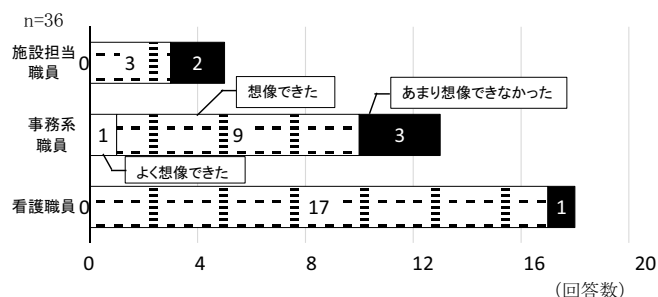 n=36
施設担当
職員
0
3
2
想像できた
あまり想像できなかった
事務系
職員
1
9
3
よく想像できた
看護職員
0
17
1
0
4
8
12
16
20
(回答数)